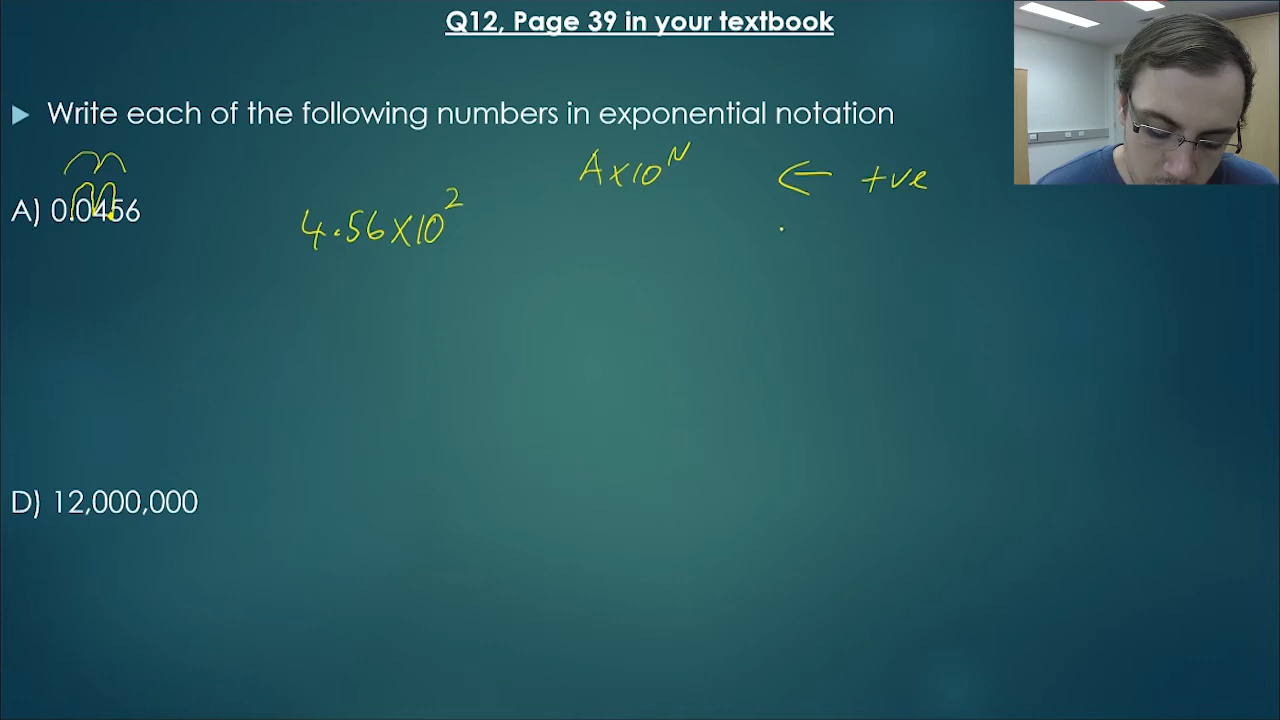 Q12, Page 39 in your textbook
Write each of the following numbers in exponential notation
A×10^N
← +ve
A) 0.0456
4.56×10^2
D) 12,000,000